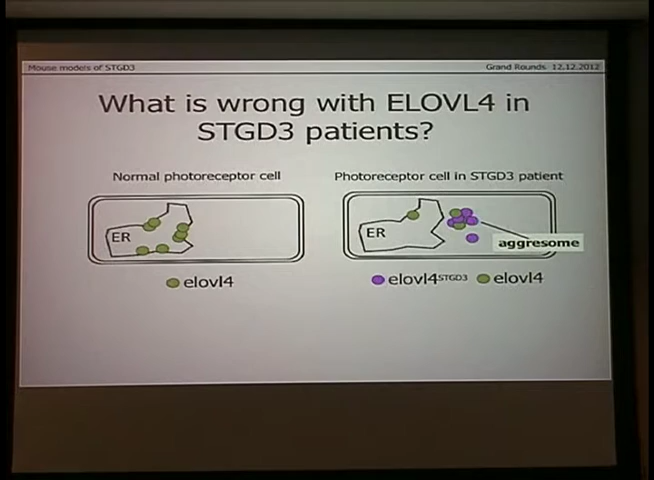 Mouse models of STGD3
Grand Rounds 12.12.2012
What is wrong with ELOVL4 in
STGD3 patients?
Normal photoreceptor cell
Photoreceptor cell in STGD3 patient
ER
ER
aggresome
elovl4
elovl4STGD3
elovl4